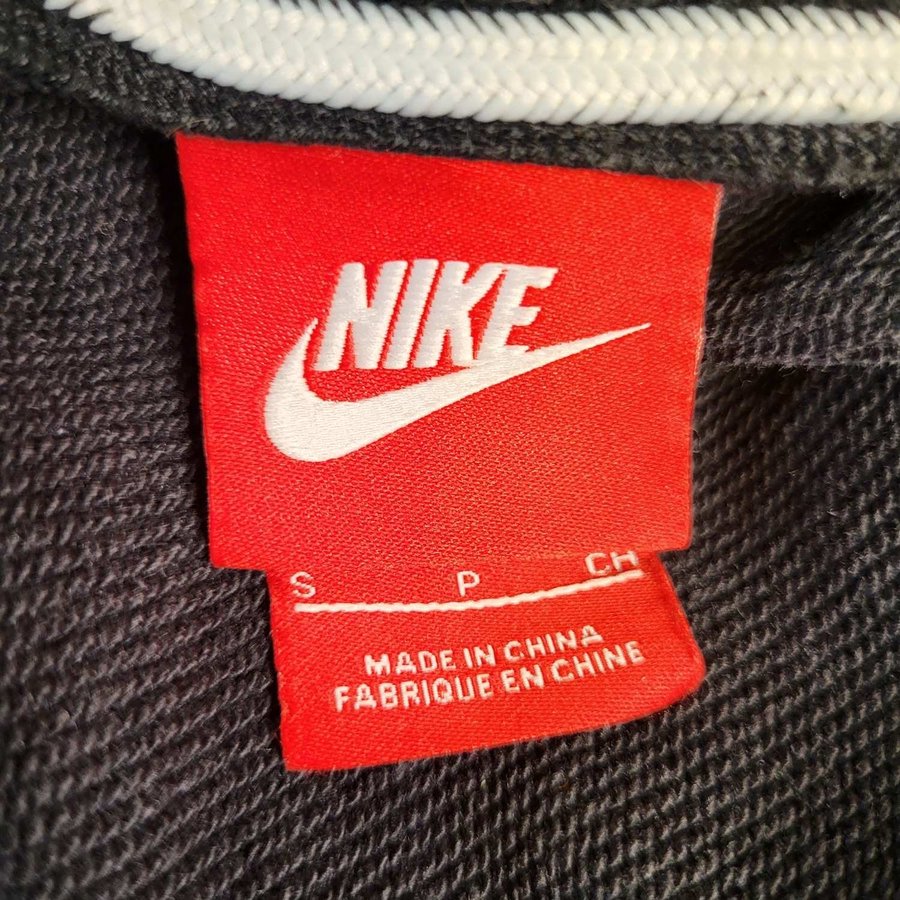 NIKE
S P CH
MADE IN CHINA
FABRIQUE EN CHINE